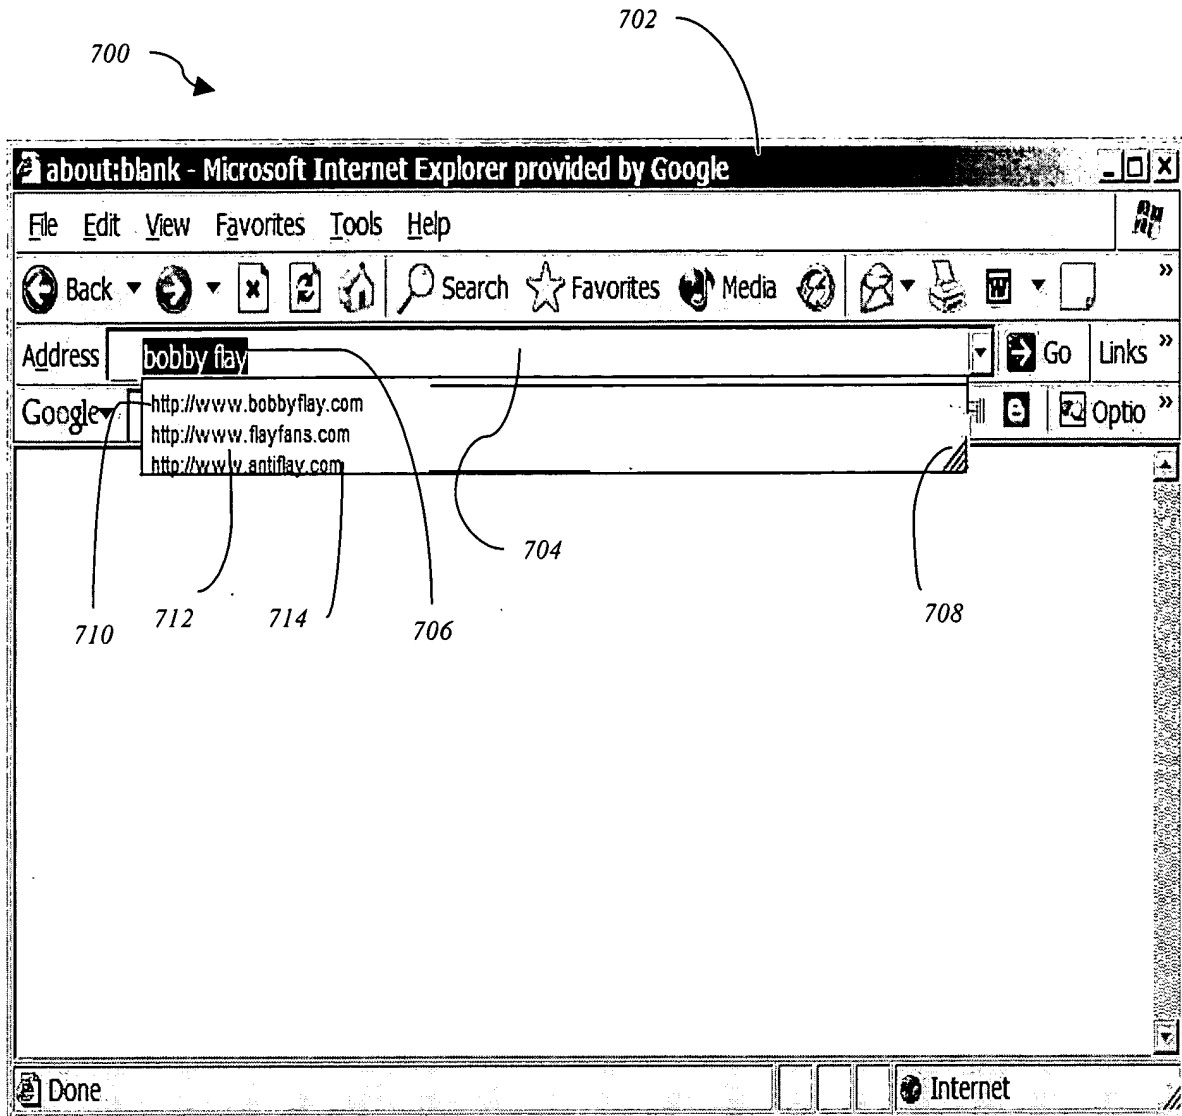 702
700
about:blank - Microsoft Internet Explorer provided by Google
File Edit View Favorites Tools Help
Back Search Favorites Media
Address bobby flay Go Links »
Google Optio »
http://www.bobbyflay.com
http://www.flayfans.com
http://www.antiflay.com
704
710 712 714 706 708
Done Internet